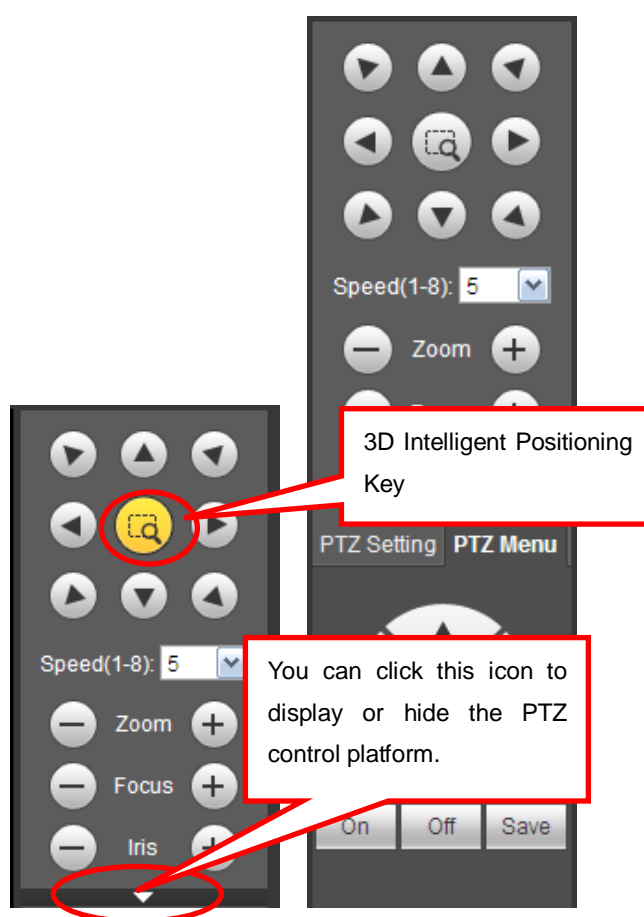 Speed(1-8): 5
Zoom
3D Intelligent Positioning
Key
PTZ Setting PTZ Menu
Speed(1-8): 5
Zoom
Focus
Iris
You can click this icon to
display or hide the PTZ
control platform.
On Off Save